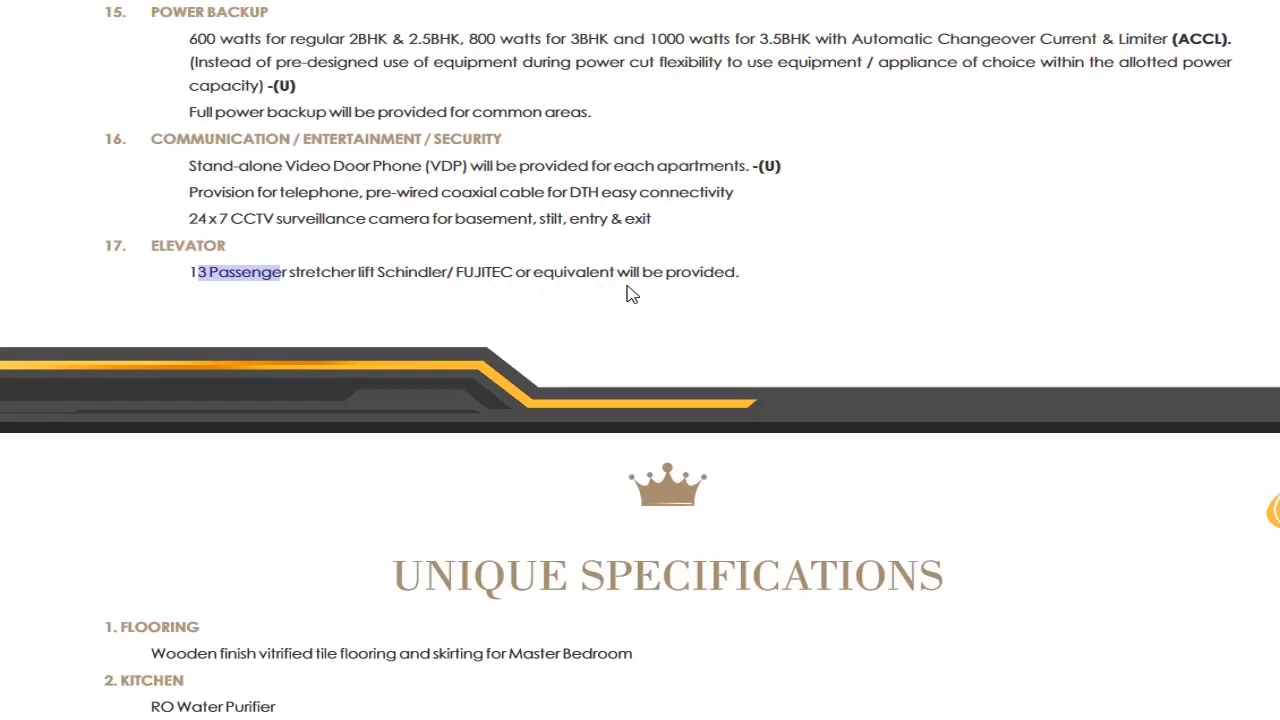 15. POWER BACKUP
600 watts for regular 2BHK & 2.5BHK, 800 watts for 3BHK and 1000 watts for 3.5BHK with Automatic Changeover Current & Limiter (ACCL).
(Instead of pre-designed use of equipment during power cut flexibility to use equipment / appliance of choice within the allotted power
capacity) -(U)
Full power backup will be provided for common areas.
16. COMMUNICATION / ENTERTAINMENT / SECURITY
Stand-alone Video Door Phone (VDP) will be provided for each apartments. -(U)
Provision for telephone, pre-wired coaxial cable for DTH easy connectivity
24 x 7 CCTV surveillance camera for basement, stilt, entry & exit
17. ELEVATOR
13 Passenger stretcher lift Schindler/ FUJITEC or equivalent will be provided.
UNIQUE SPECIFICATIONS
1. FLOORING
Wooden finish vitrified tile flooring and skirting for Master Bedroom
2. KITCHEN
RO Water Purifier